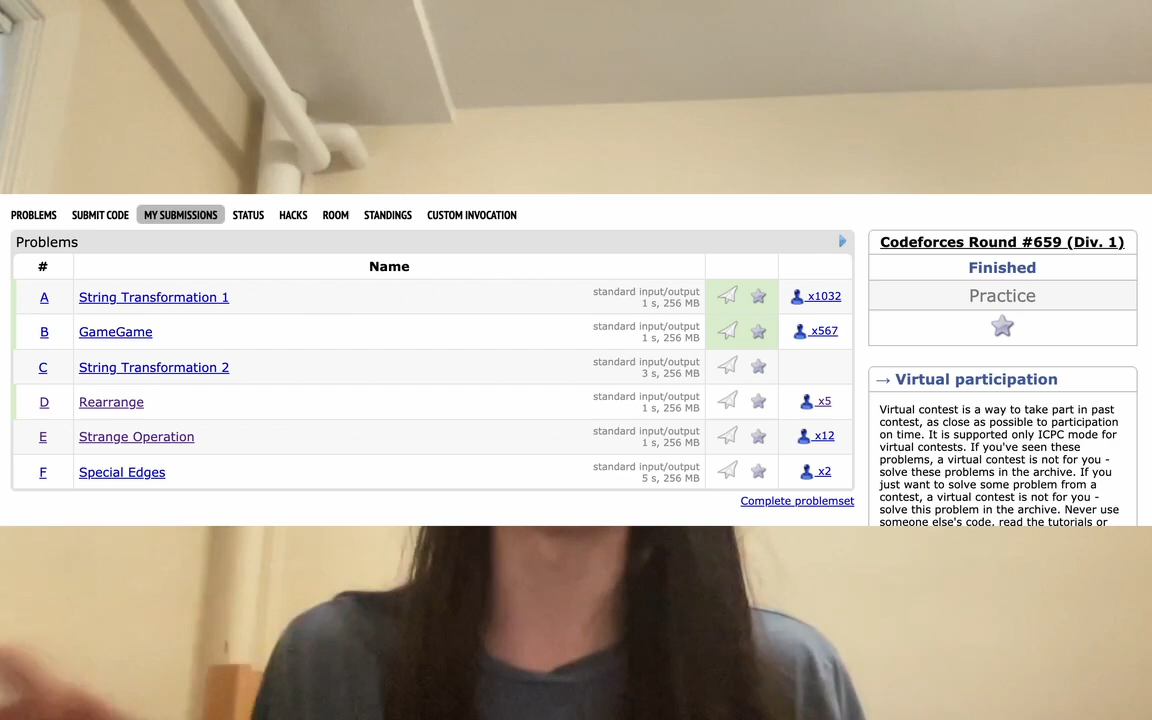 PROBLEMS SUBMIT CODE MY SUBMISSIONS STATUS HACKS ROOM STANDINGS CUSTOM INVOCATION
Problems
# Name
A String Transformation 1 standard input/output 1 s, 256 MB x1032
B GameGame standard input/output 1 s, 256 MB x567
C String Transformation 2 standard input/output 3 s, 256 MB
D Rearrange standard input/output 1 s, 256 MB x5
E Strange Operation standard input/output 1 s, 256 MB x12
F Special Edges standard input/output 5 s, 256 MB x2
Complete problemset
Codeforces Round #659 (Div. 1)
Finished
Practice
→ Virtual participation
Virtual contest is a way to take part in past
contest, as close as possible to participation
on time. It is supported only ICPC mode for
virtual contests. If you've seen these
problems, a virtual contest is not for you -
solve these problems in the archive. If you
just want to solve some problem from a
contest, a virtual contest is not for you -
solve this problem in the archive. Never use
someone else's code, read the tutorials or